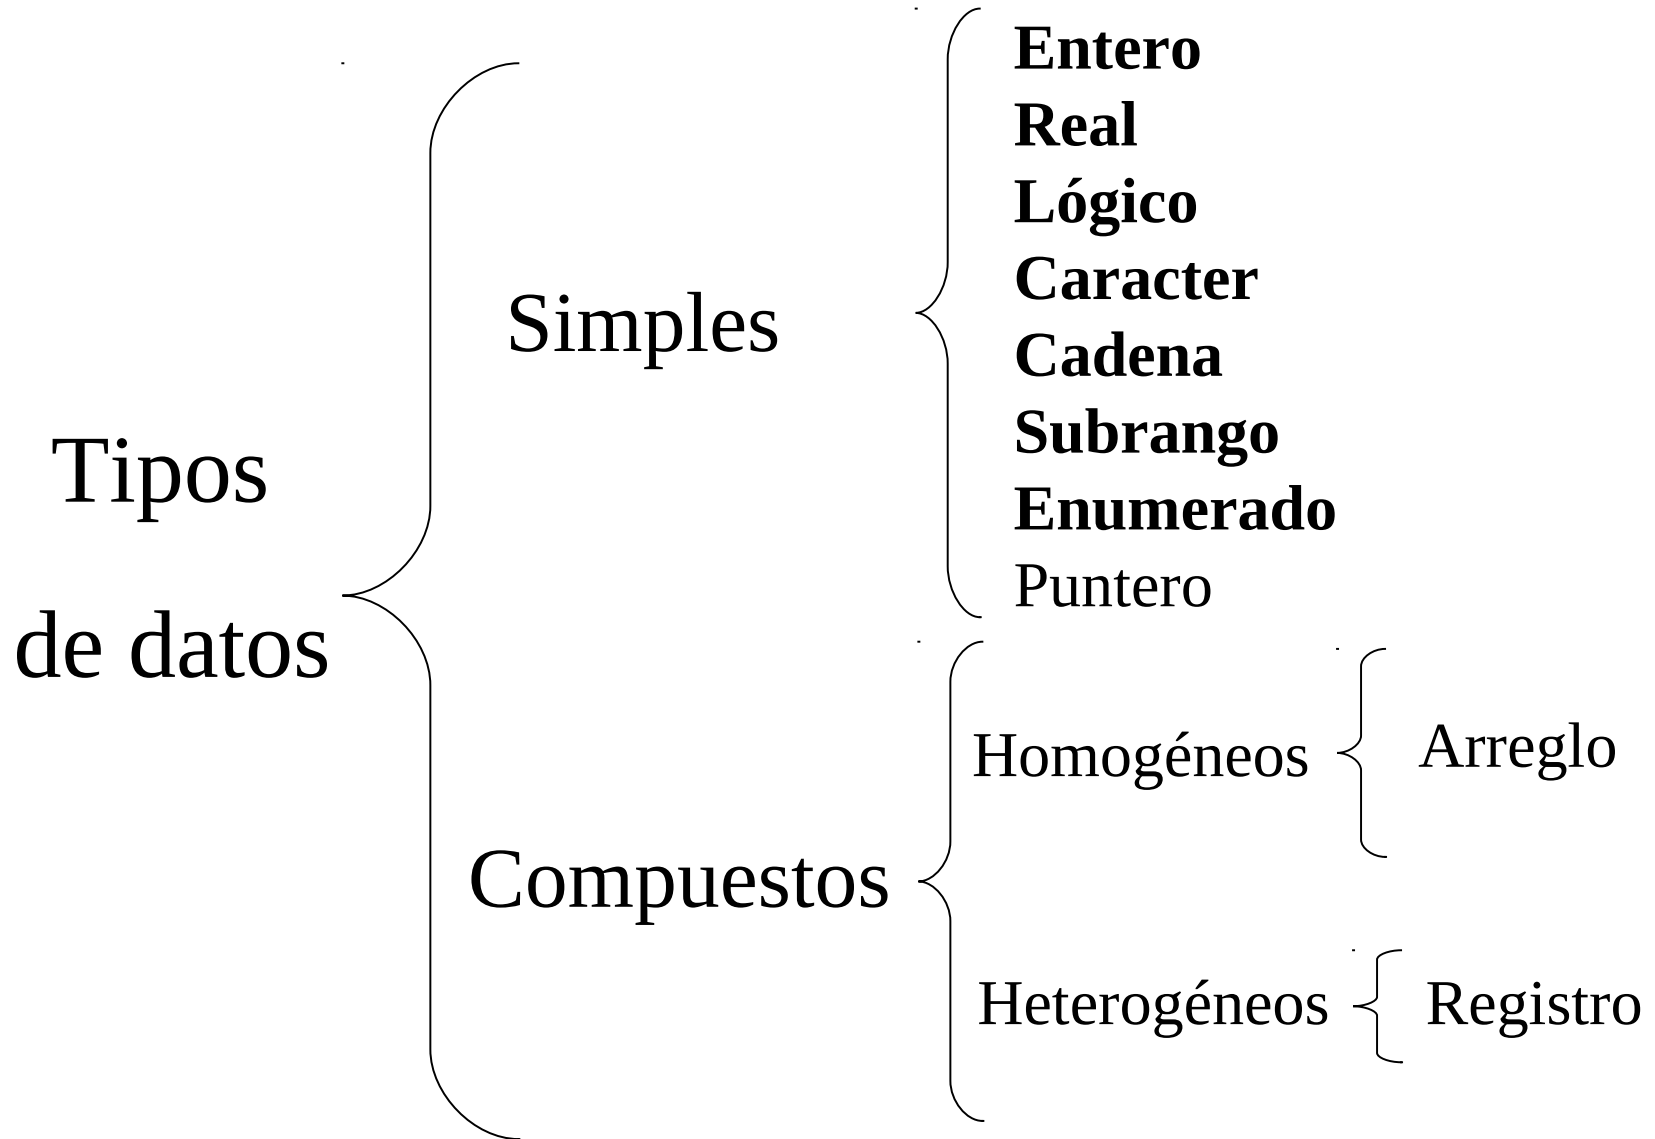 Tipos
de datos
Simples
Entero
Real
Lógico
Caracter
Cadena
Subrango
Enumerado
Puntero
Compuestos
Homogéneos
Arreglo
Heterogéneos
Registro